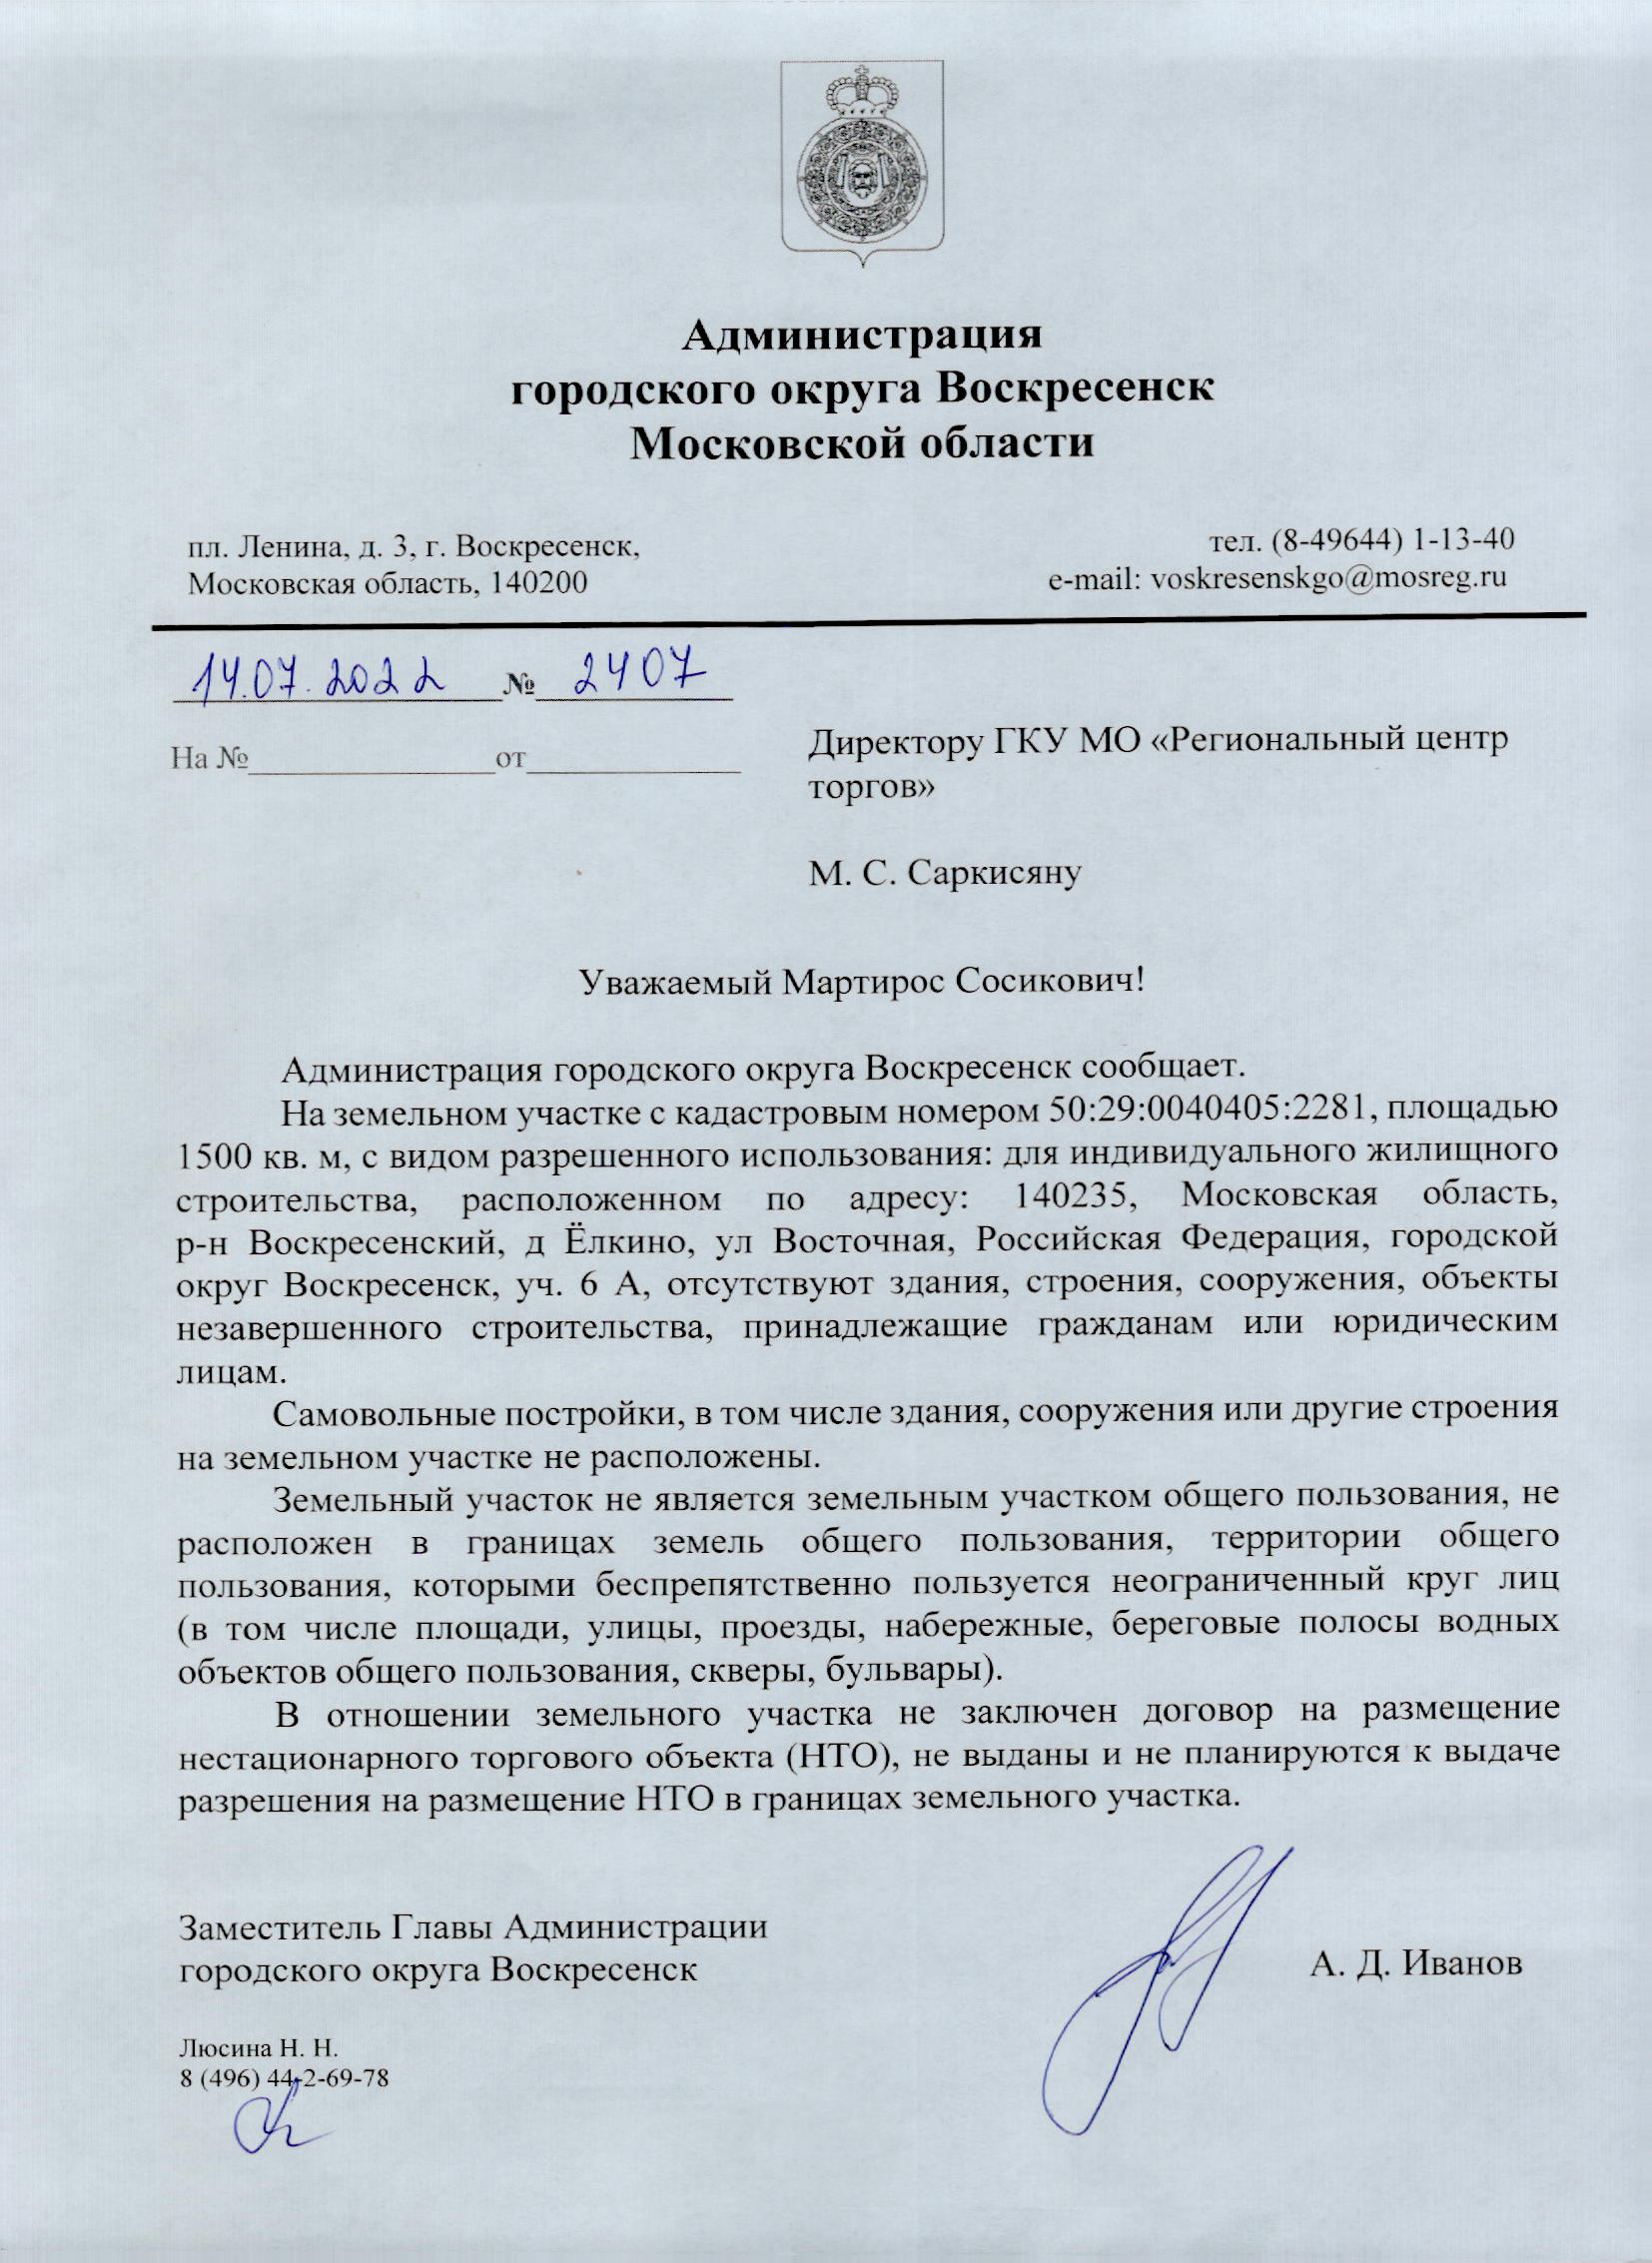 Администрация
городского округа Воскресенск
Московской области
пл. Ленина, д. 3, г. Воскресенск,
Московская область, 140200
тел. (8-49644) 1-13-40
e-mail: voskresenskgo@mosreg.ru
14.07.2022 № 2407
На №______________от____________
Директору ГКУ МО «Региональный центр
торгов»
М. С. Саркисяну
Уважаемый Мартирос Сосикович!
Администрация городского округа Воскресенск сообщает.
На земельном участке с кадастровым номером 50:29:0040405:2281, площадью
1500 кв. м, с видом разрешенного использования: для индивидуального жилищного
строительства, расположенном по адресу: 140235, Московская область,
р-н Воскресенский, д Ёлкино, ул Восточная, Российская Федерация, городской
округ Воскресенск, уч. 6 А, отсутствуют здания, строения, сооружения, объекты
незавершенного строительства, принадлежащие гражданам или юридическим
лицам.
Самовольные постройки, в том числе здания, сооружения или другие строения
на земельном участке не расположены.
Земельный участок не является земельным участком общего пользования, не
расположен в границах земель общего пользования, территории общего
пользования, которыми беспрепятственно пользуется неограниченный круг лиц
(в том числе площади, улицы, проезды, набережные, береговые полосы водных
объектов общего пользования, скверы, бульвары).
В отношении земельного участка не заключен договор на размещение
нестационарного торгового объекта (НТО), не выданы и не планируются к выдаче
разрешения на размещение НТО в границах земельного участка.
Заместитель Главы Администрации
городского округа Воскресенск
А. Д. Иванов
Люсина Н. Н.
8 (496) 44-2-69-78